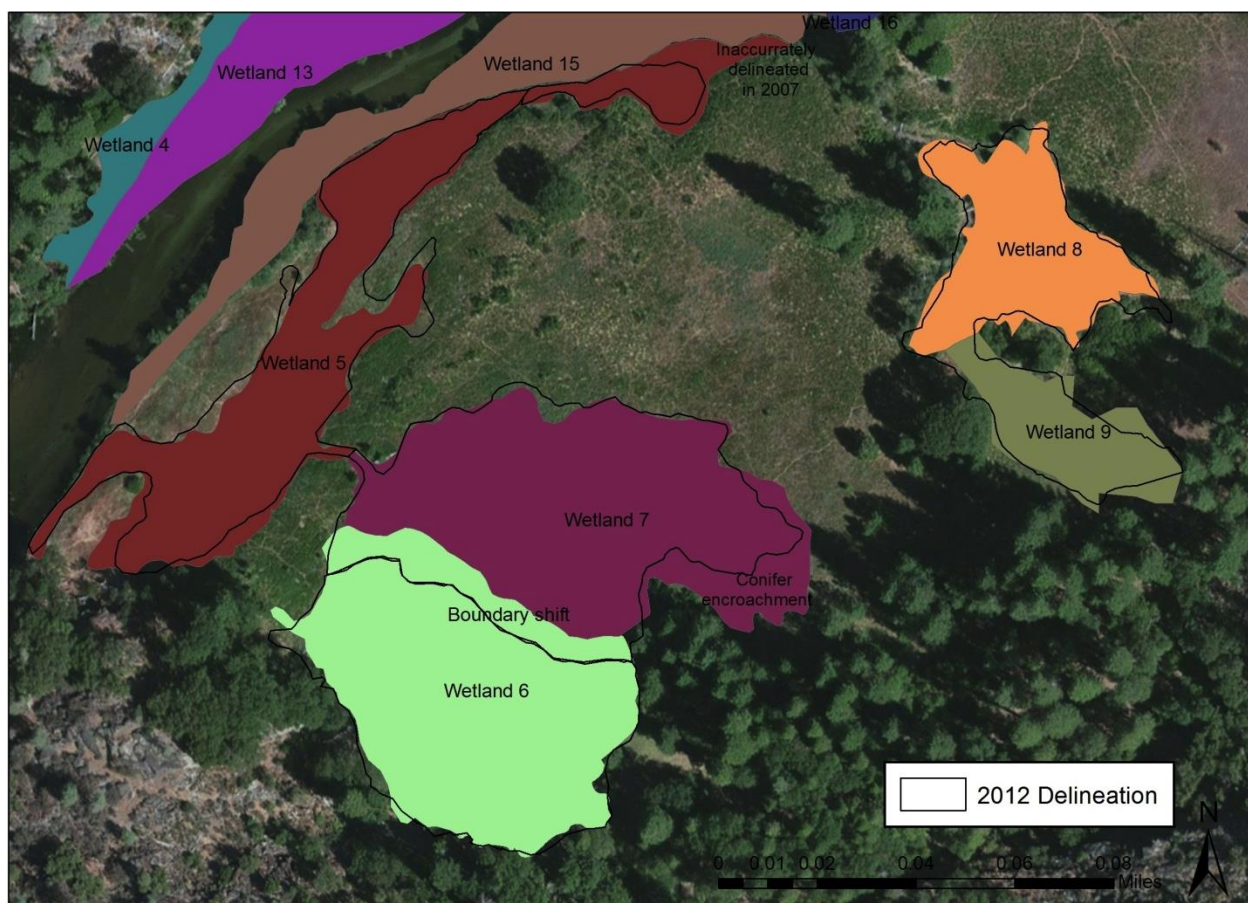 Wetland 16
Wetland 13
Wetland 15
Inaccurrately
delineated
in 2007
Wetland 4
Wetland 8
Wetland 5
Wetland 9
Wetland 7
Conifer
encroachment
Boundary shift
Wetland 6
2012 Delineation
N
0 0.01 0.02 0.04 0.06 0.08
Miles